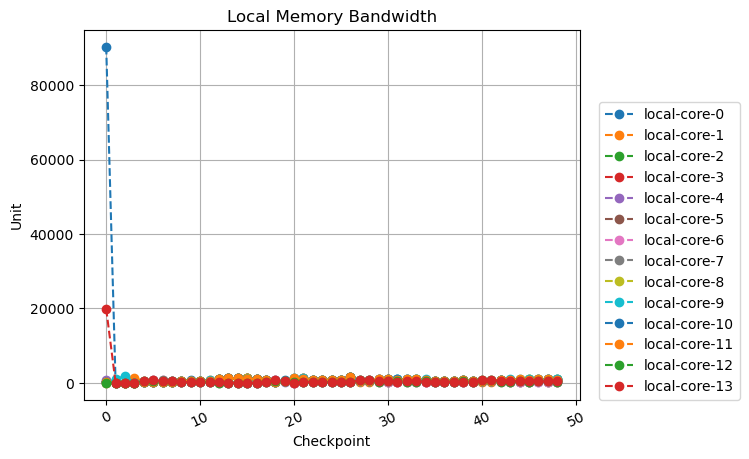 Local Memory Bandwidth
80000
60000
40000
20000
0
Unit
0
10
20
30
40
50
Checkpoint
local-core-0
local-core-1
local-core-2
local-core-3
local-core-4
local-core-5
local-core-6
local-core-7
local-core-8
local-core-9
local-core-10
local-core-11
local-core-12
local-core-13